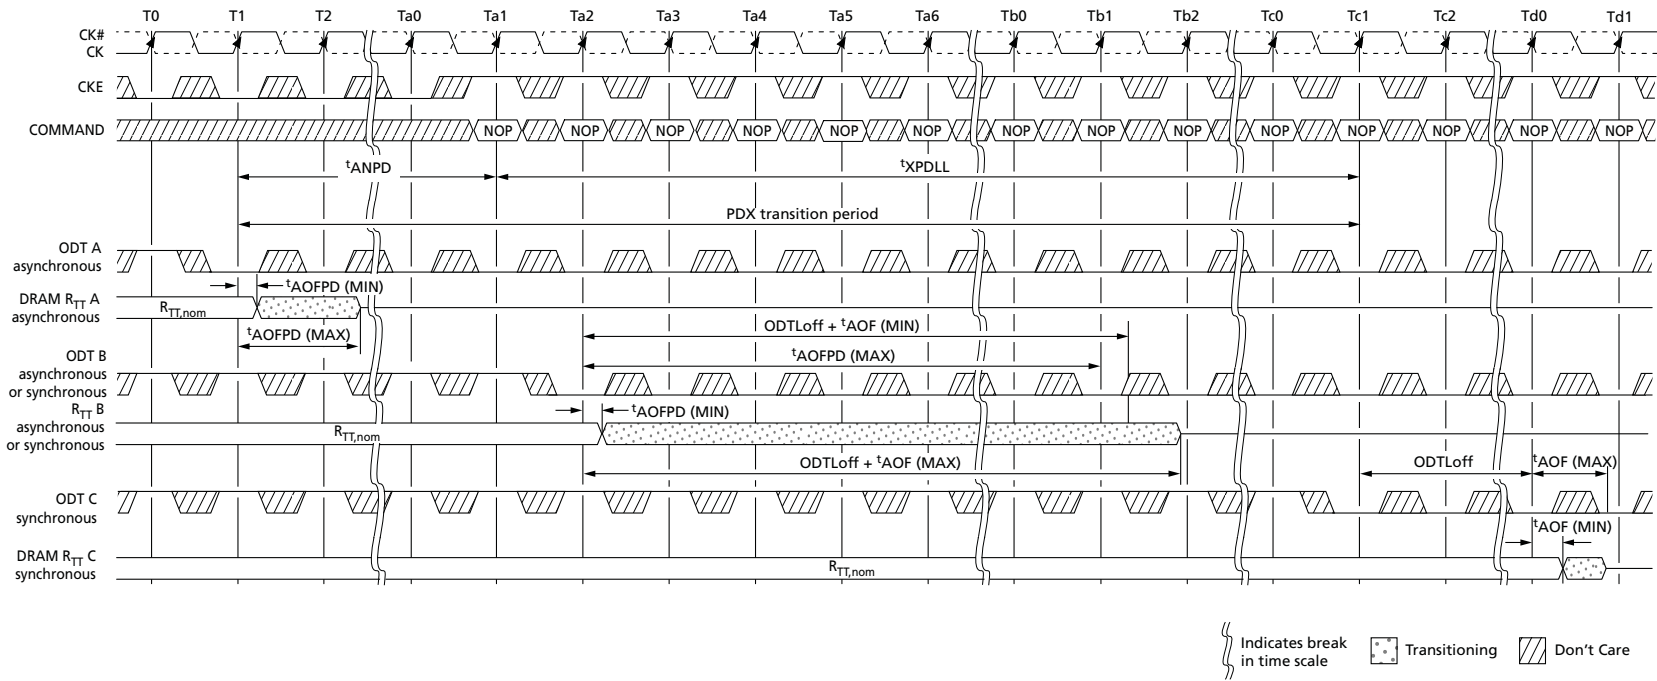 T0 T1 T2 Ta0 Ta1 Ta2 Ta3 Ta4 Ta5 Ta6 Tb0 Tb1 Tb2 Tc0 Tc1 Tc2 Td0 Td1
CK#
CK
CKE
COMMAND NOP NOP NOP NOP NOP NOP NOP NOP NOP NOP NOP NOP NOP NOP
tANPD tXPDLL
PDX transition period
ODT A
asynchronous
tAOFPD (MIN)
DRAM RTT A
asynchronous
RTT,nom
tAOFPD (MAX)
ODTLoff + tAOF (MIN)
tAOFPD (MAX)
ODT B
asynchronous
or synchronous
tAOFPD (MIN)
RTT B
asynchronous
or synchronous
RTT,nom
ODTLoff + tAOF (MAX) ODTLoff tAOF (MAX)
ODT C
synchronous
tAOF (MIN)
DRAM RTT C
synchronous
RTT,nom
Indicates break
in time scale
Transitioning
Don't Care